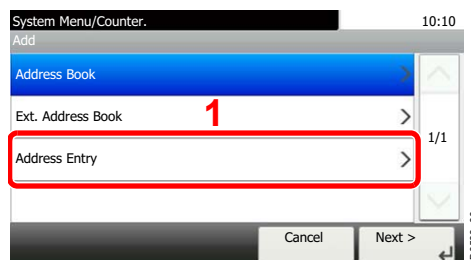 System Menu/Counter. 10:10
Add
Address Book
Ext. Address Book 1
1/1
Address Entry
Cancel Next >